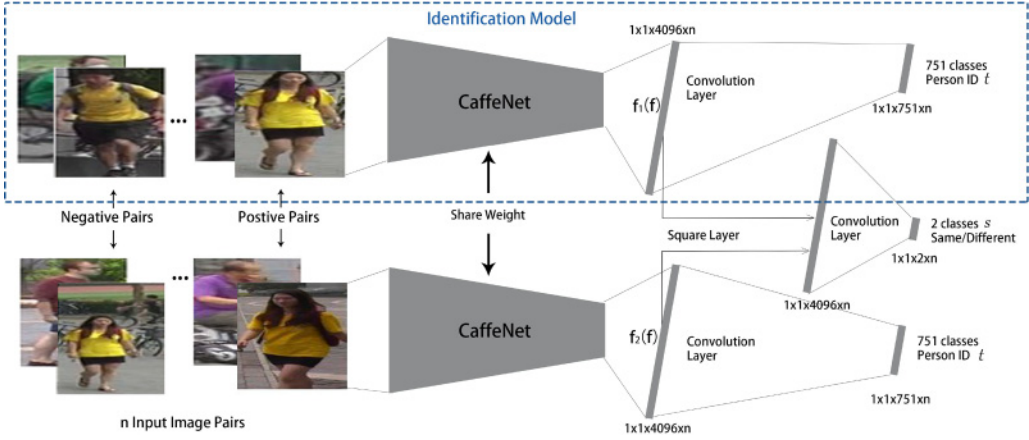 Identification Model
1x1x4096xn
CaffeNet
f₁(f)
Convolution
Layer
751 classes
Person ID t
1x1x751xn
...
Negative Pairs
Postive Pairs
Share Weight
Square Layer
Convolution
Layer
2 classes s
Same/Different
1x1x2xn
1x1x4096xn
...
CaffeNet
f₂(f)
Convolution
Layer
751 classes
Person ID t
1x1x751xn
1x1x4096xn
n Input Image Pairs